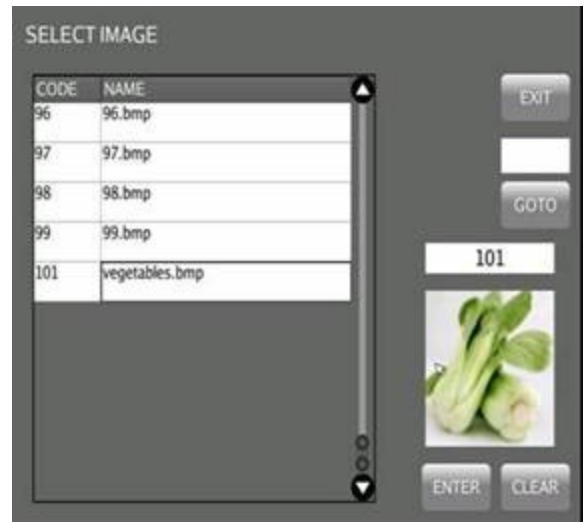 SELECT IMAGE
CODE NAME
96 96.bmp
97 97.bmp
98 98.bmp
99 99.bmp
101 vegetables.bmp
EXIT
GOTO
101
ENTER CLEAR